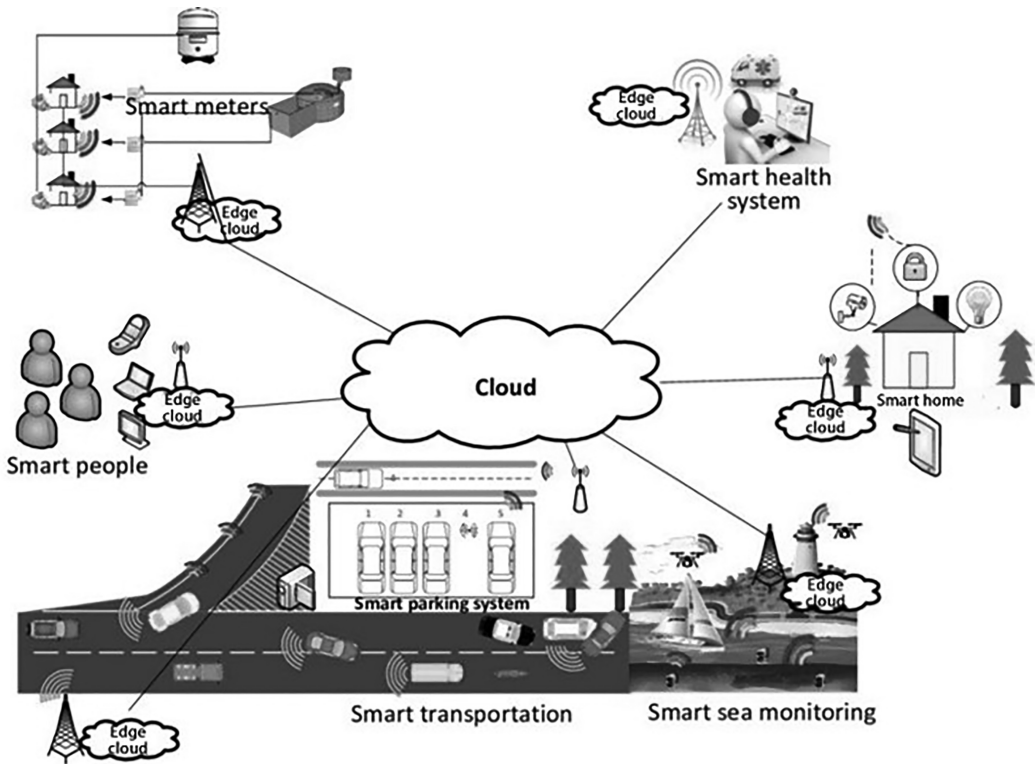 Smart meters
Edge
cloud
Edge
cloud
Smart health
system
Smart people
Edge
cloud
Cloud
Edge
cloud
Smart home
1 2 3 4 5
Smart parking system
Edge
cloud
Smart transportation
Smart sea monitoring
Edge
cloud